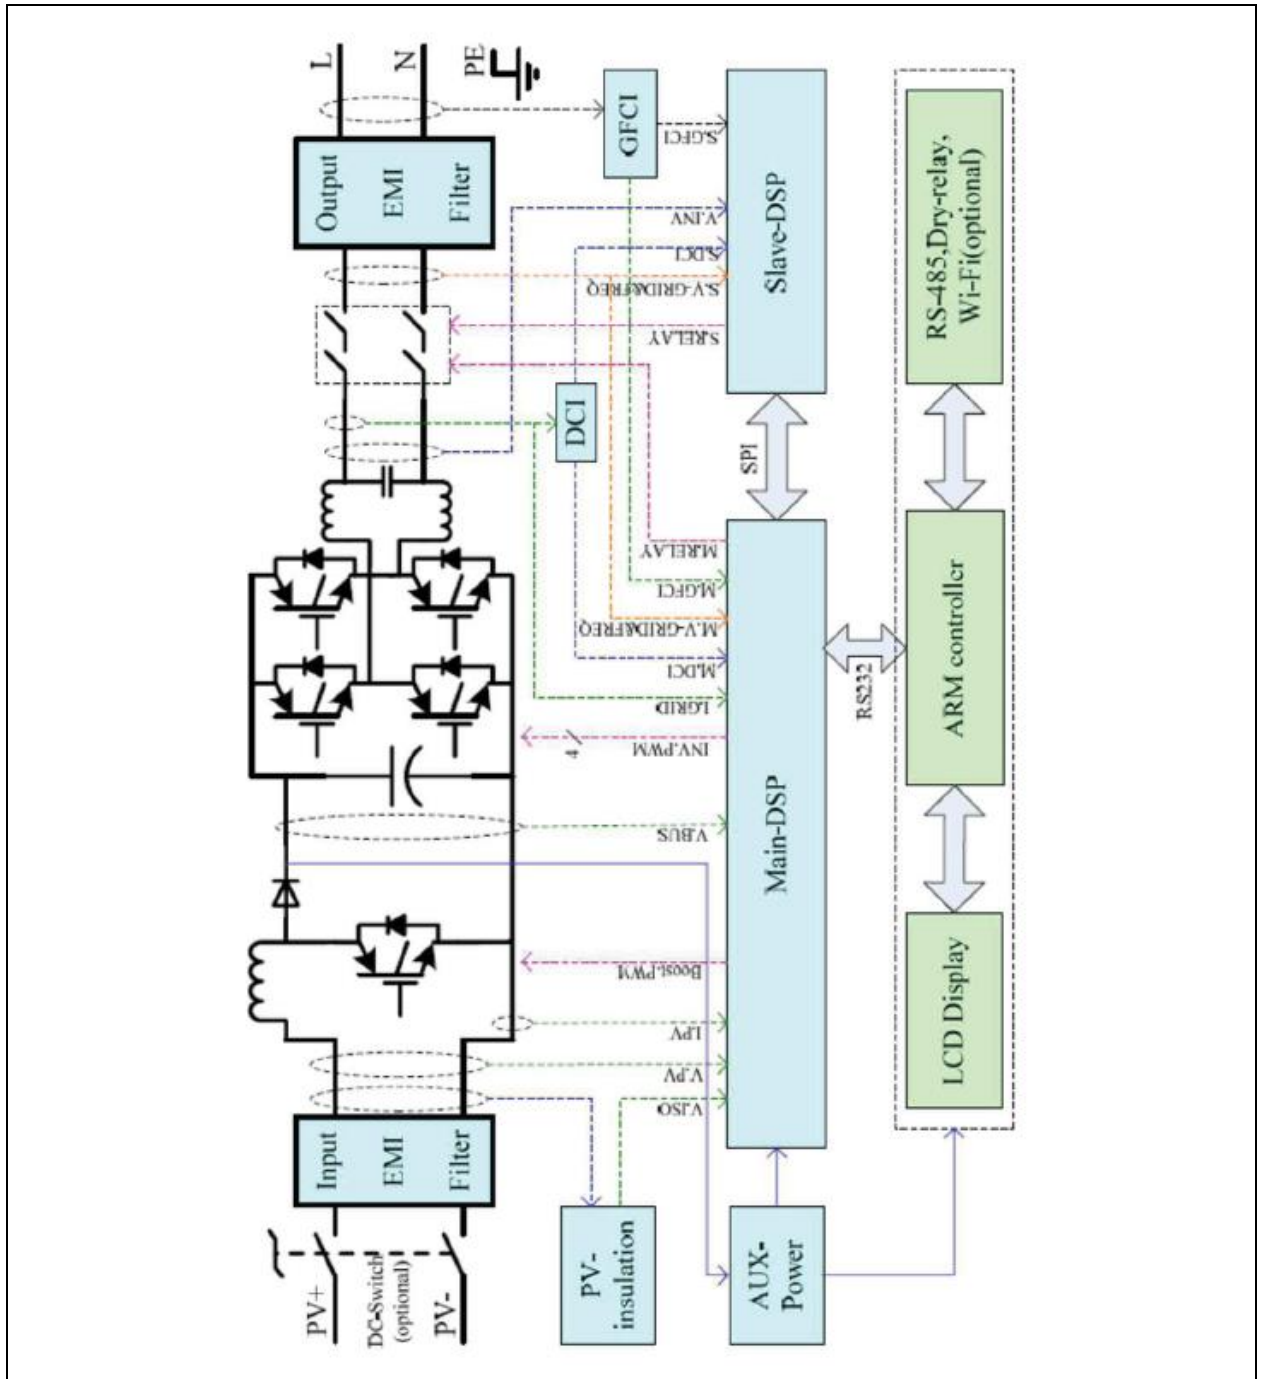 PV+
DC-Switch
(optional)
PV-
Input
EMI
Filter
Output
EMI
Filter
L
N
PE
PV-
insulation
DCI
GFCI
V.ISO
V.PV
I.PV
Boost.PWM
V.BUS
INV.PWM
4
I.GRID
M.DCI
M.V-GRID&FREQ
M.GFCI
M.RELAY
S.RELAY
S.V-GRID&FREQ
S.DCI
V.INV
S.GFCI
AUX-
Power
Main-DSP
SPI
Slave-DSP
RS232
LCD Display
ARM controller
RS-485,Dry-relay,
Wi-Fi(optional)